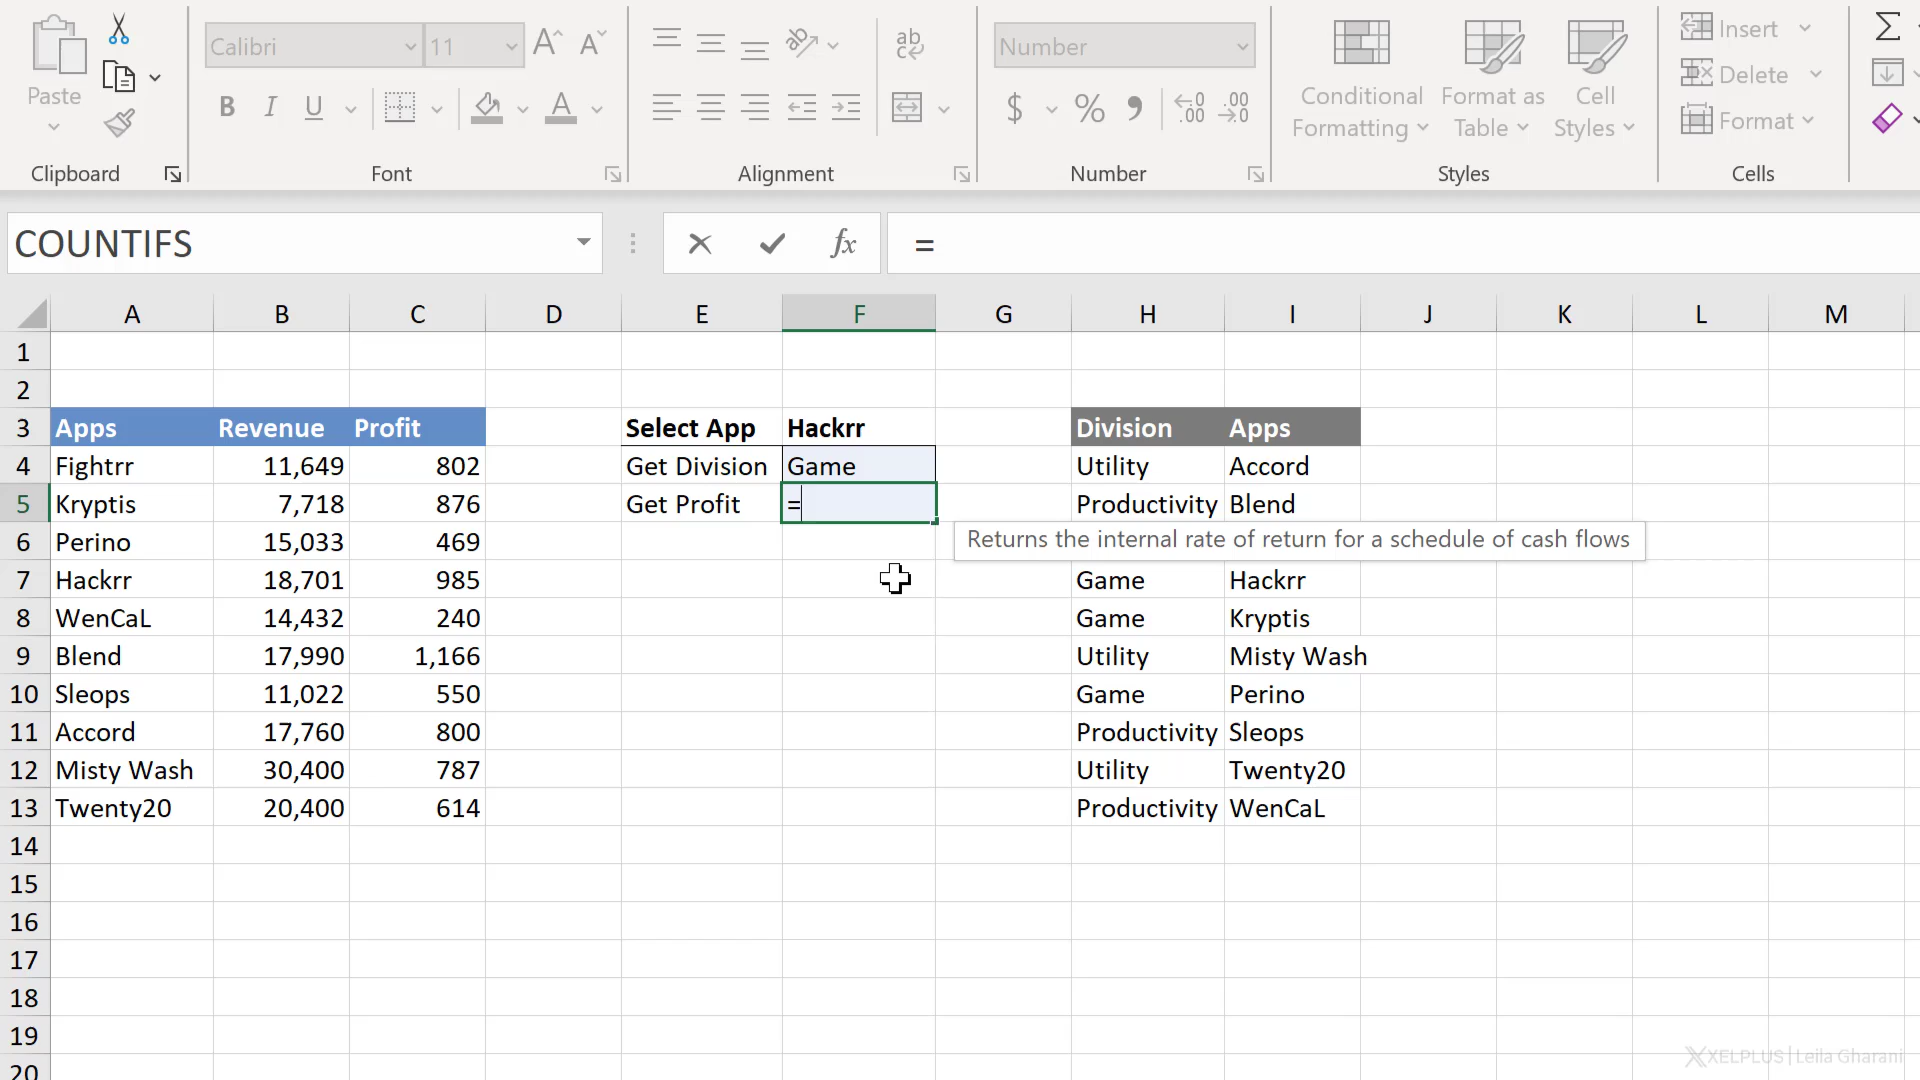 Paste
Clipboard
Calibri
11
A A
B I U A
Font
ab
ab
c
Alignment
Number
$ % , .00 .00
Number
Conditional
Formatting
Format as
Table
Cell
Styles
Styles
Insert
Delete
Format
Cells
Σ
COUNTIFS
fx
=
A B C D E F G H I J K L M
1
2
3 Apps Revenue Profit Select App Hackrr Division Apps
4 Fightrr 11,649 802 Get Division Game Utility Accord
5 Kryptis 7,718 876 Get Profit = Productivity Blend
6 Perino 15,033 469 Returns the internal rate of return for a schedule of cash flows
7 Hackrr 18,701 985 Game Hackrr
8 WenCaL 14,432 240 Game Kryptis
9 Blend 17,990 1,166 Utility Misty Wash
10 Sleops 11,022 550 Game Perino
11 Accord 17,760 800 Productivity Sleops
12 Misty Wash 30,400 787 Utility Twenty20
13 Twenty20 20,400 614 Productivity WenCaL
14
15
16
17
18
19
20
XELPLUS | Leila Gharani